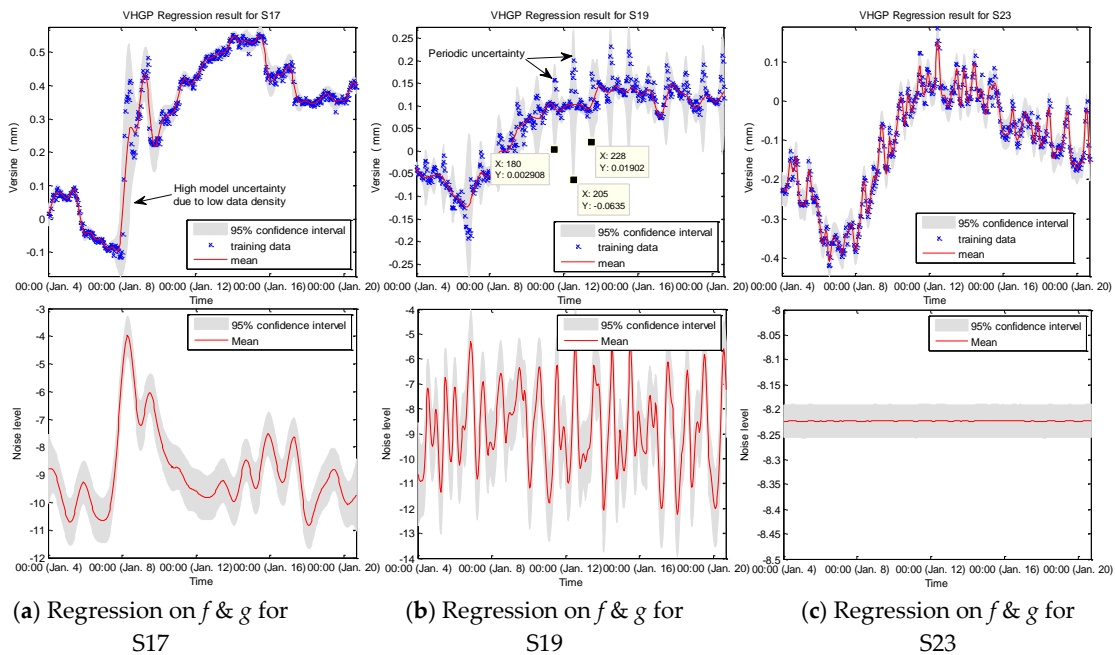 VHGP Regression result for S17
0.5
0.4
0.3
0.2
0.1
0
-0.1
Versine ( mm)
High model uncertainty
due to low data density
95% confidence interval
training data
mean
00:00 (Jan. 4) 00:00 (Jan. 8) 00:00 (Jan. 12) 00:00 (Jan. 16) 00:00 (Jan. 20)
Time
VHGP Regression result for S19
0.25
0.2
0.15
0.1
0.05
0
-0.05
-0.1
-0.15
-0.2
-0.25
Versine ( mm)
Periodic uncertainty
X: 180
Y: 0.002908
X: 228
Y: 0.01902
X: 205
Y: -0.0635
95% confidence interval
training data
mean
00:00 (Jan. 4) 00:00 (Jan. 8) 00:00 (Jan. 12) 00:00 (Jan. 16) 00:00 (Jan. 20)
Time
VHGP Regression result for S23
0.1
0
-0.1
-0.2
-0.3
-0.4
Versine ( mm)
95% confidence interval
training data
mean
00:00 (Jan. 4) 00:00 (Jan. 8) 00:00 (Jan. 12) 00:00 (Jan. 16) 00:00 (Jan. 20)
Time
-3
-4
-5
-6
-7
-8
-9
-10
-11
-12
Noise level
95% confidence intervel
Mean
00:00 (Jan. 4) 00:00 (Jan. 8) 00:00 (Jan. 12) 00:00 (Jan. 16) 00:00 (Jan. 20)
Time
-4
-5
-6
-7
-8
-9
-10
-11
-12
-13
-14
Noise level
95% confidence intervel
Mean
00:00 (Jan. 4) 00:00 (Jan. 8) 00:00 (Jan. 12) 00:00 (Jan. 16) 00:00 (Jan. 20)
Time
-8
-8.05
-8.1
-8.15
-8.2
-8.25
-8.3
-8.35
-8.4
-8.45
-8.5
Noise level
95% confidence intervel
Mean
00:00 (Jan. 4) 00:00 (Jan. 8) 00:00 (Jan. 12) 00:00 (Jan. 16) 00:00 (Jan. 20)
Time
(a) Regression on f & g for
S17
(b) Regression on f & g for
S19
(c) Regression on f & g for
S23